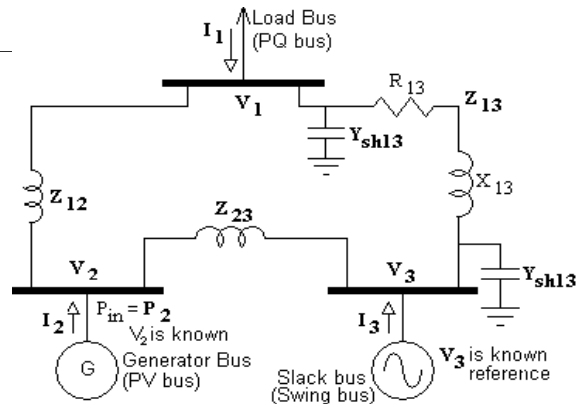 I1
Load Bus
(PQ bus)
V1
R13
Z13
Ysh13
X13
Z12
Z23
V2
V3
Ysh13
I2
Pin = P2
V2 is known
I3
V3 is known
reference
G
Generator Bus
(PV bus)
Slack bus
(Swing bus)